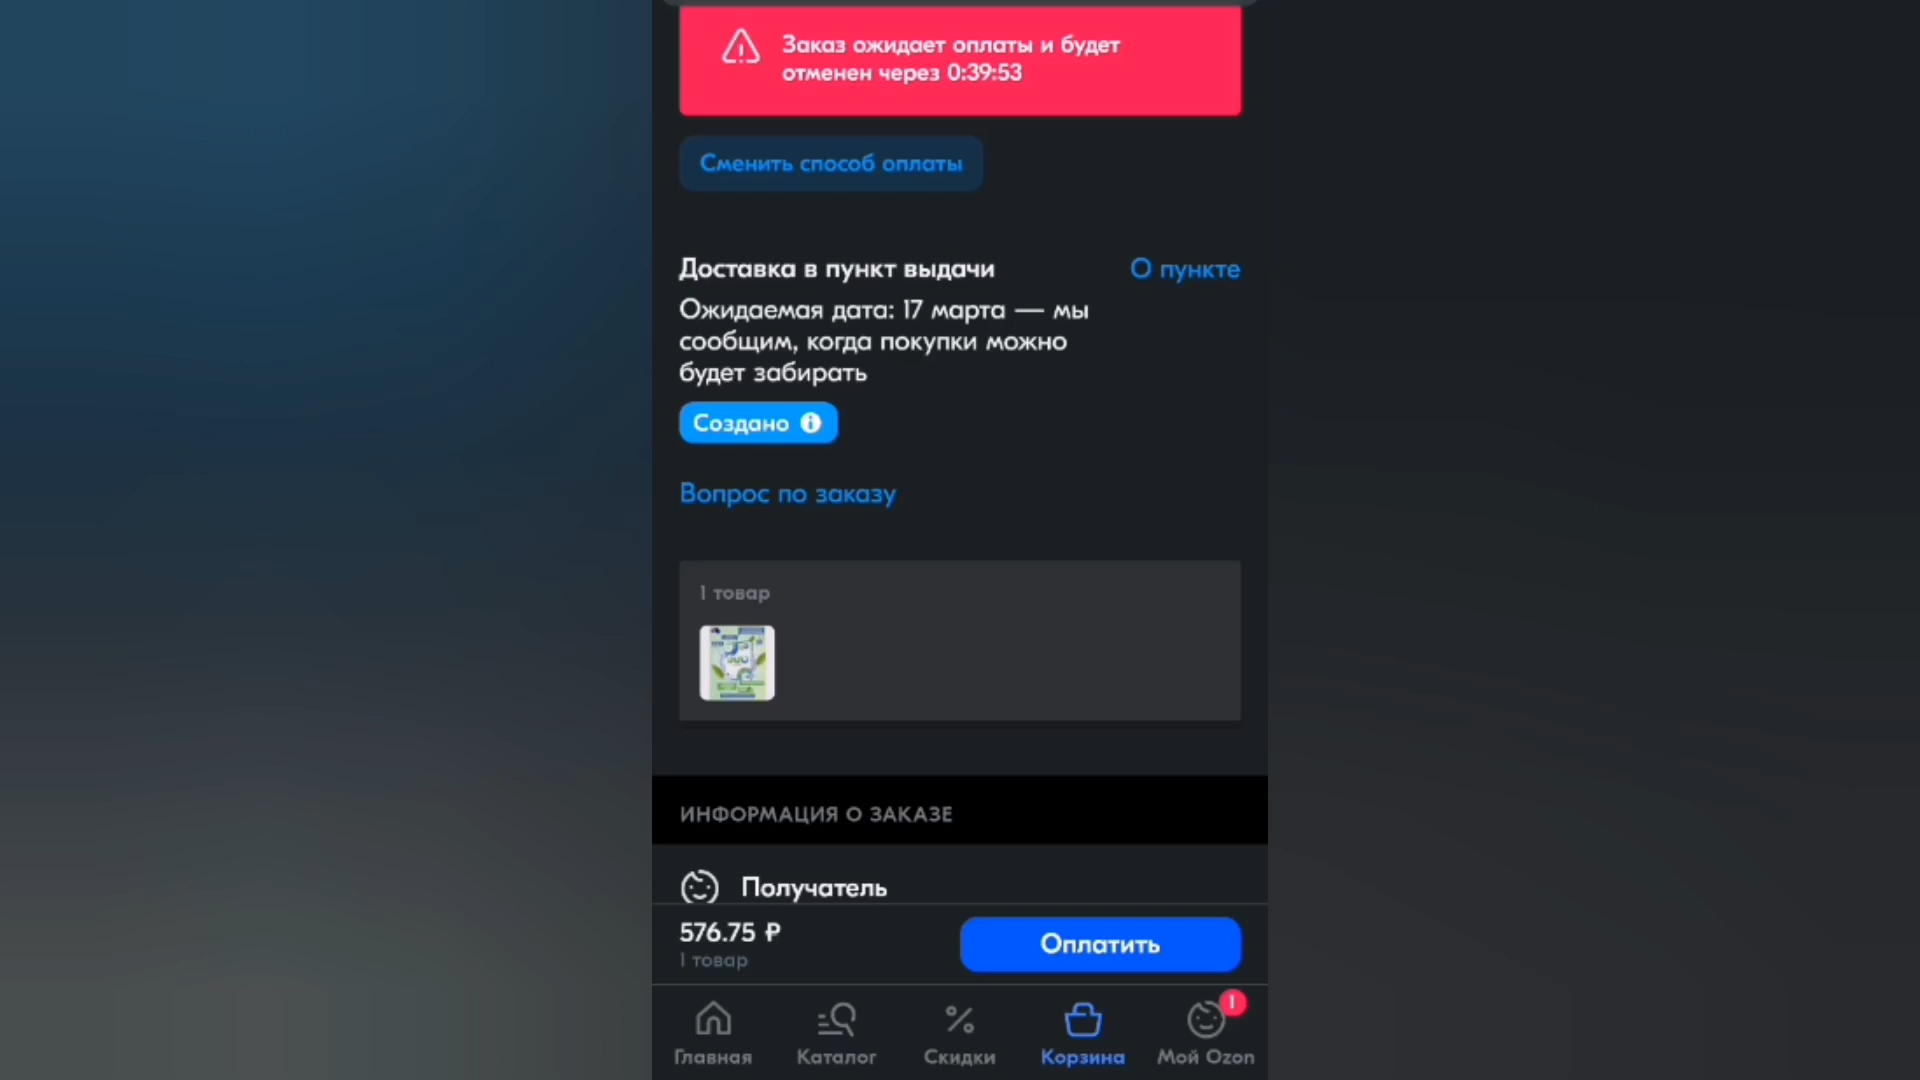 Заказ ожидает оплаты и будет
отменен через 0:39:53
Сменить способ оплаты
Доставка в пункт выдачи
О пункте
Ожидаемая дата: 17 марта — мы
сообщим, когда покупки можно
будет забирать
Создано
Вопрос по заказу
1 товар
ИНФОРМАЦИЯ О ЗАКАЗЕ
Получатель
576.75 ₽
1 товар
Оплатить
1
Главная
Каталог
Скидки
Корзина
Мой Ozon